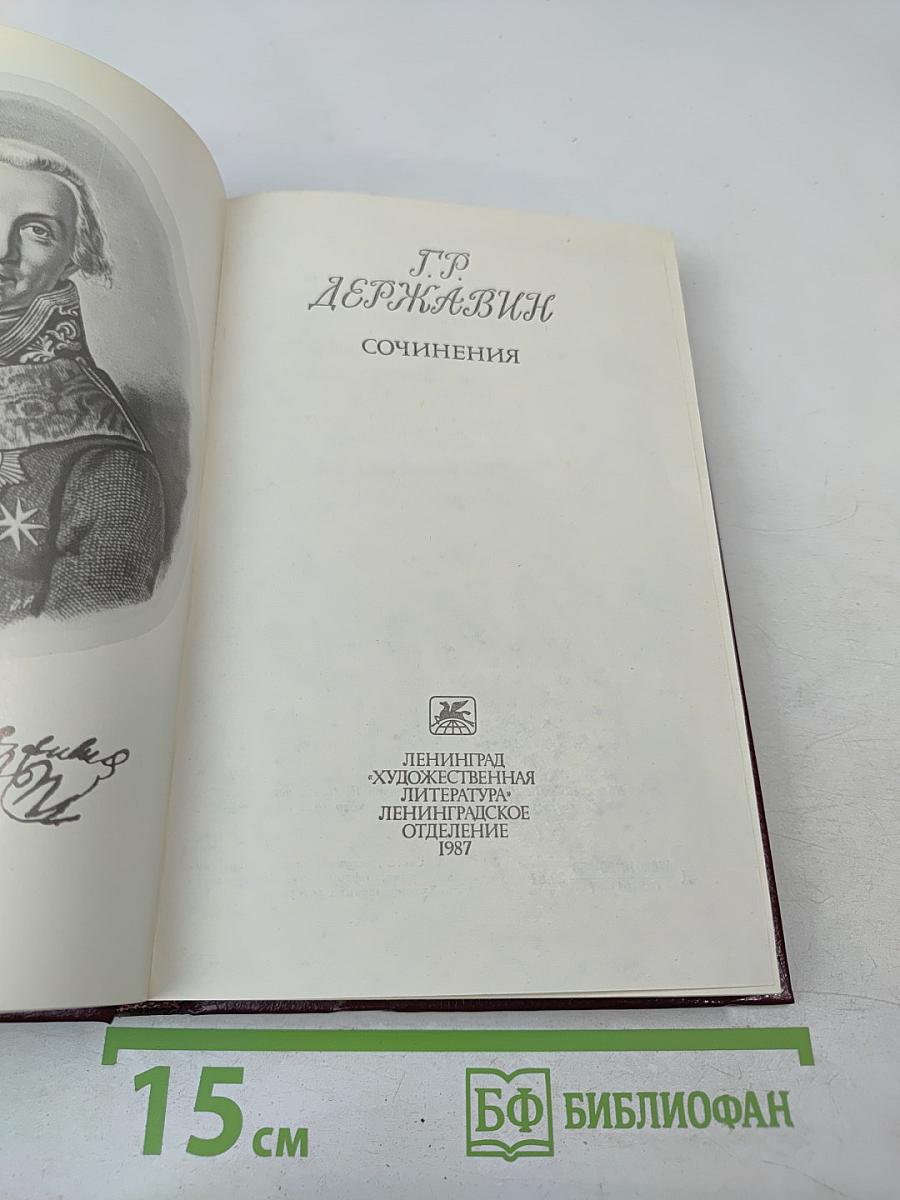 Г.Р.
ДЕРЖАВИН
СОЧИНЕНИЯ
ЛЕНИНГРАД
«ХУДОЖЕСТВЕННАЯ
ЛИТЕРАТУРА»
ЛЕНИНГРАДСКОЕ
ОТДЕЛЕНИЕ
1987
15 см
БФ БИБЛИОФАН